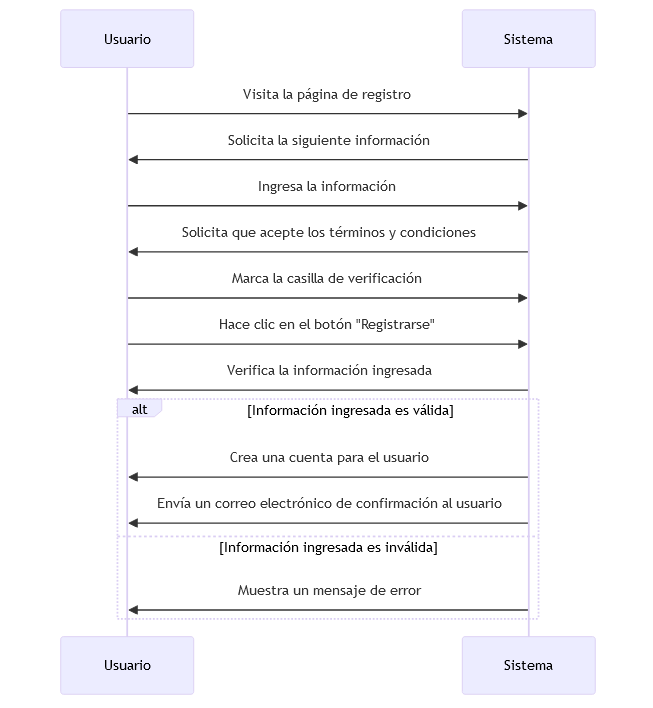 Usuario
Sistema
Visita la página de registro
Solicita la siguiente información
Ingresa la información
Solicita que acepte los términos y condiciones
Marca la casilla de verificación
Hace clic en el botón "Registrarse"
Verifica la información ingresada
alt
[Información ingresada es válida]
Crea una cuenta para el usuario
Envía un correo electrónico de confirmación al usuario
[Información ingresada es inválida]
Muestra un mensaje de error
Usuario
Sistema